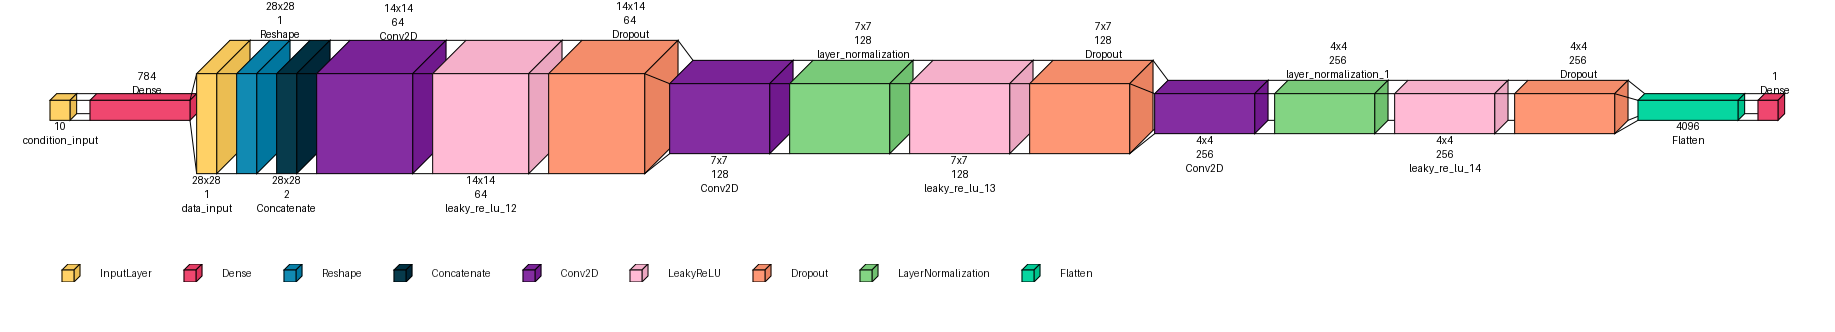 10
condition_input
784
Dense
28x28
1
data_input
28x28
1
Reshape
28x28
2
Concatenate
14x14
64
Conv2D
14x14
64
leaky_re_lu_12
14x14
64
Dropout
7x7
128
Conv2D
7x7
128
layer_normalization
7x7
128
leaky_re_lu_13
7x7
128
Dropout
4x4
256
Conv2D
4x4
256
layer_normalization_1
4x4
256
leaky_re_lu_14
4x4
256
Dropout
4096
Flatten
1
Dense
InputLayer
Dense
Reshape
Concatenate
Conv2D
LeakyReLU
Dropout
LayerNormalization
Flatten